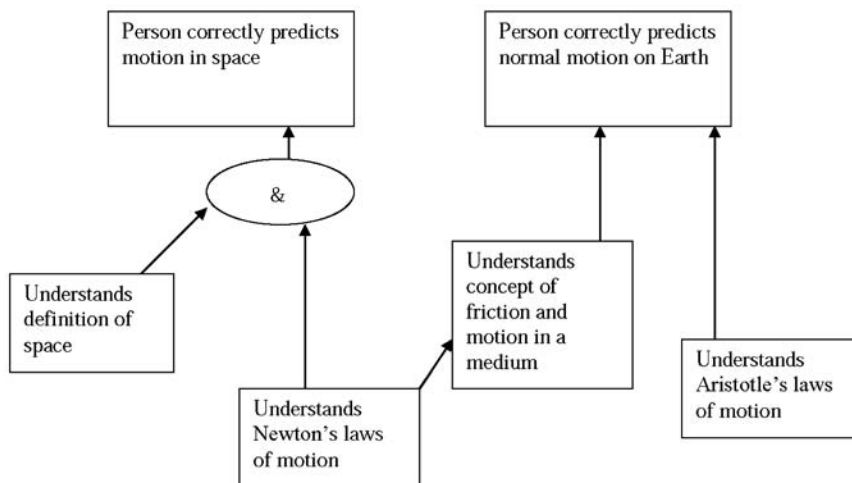 Person correctly predicts
motion in space
Person correctly predicts
normal motion on Earth
&
Understands
definition of
space
Understands
concept of
friction and
motion in a
medium
Understands
Newton’s laws
of motion
Understands
Aristotle’s laws
of motion